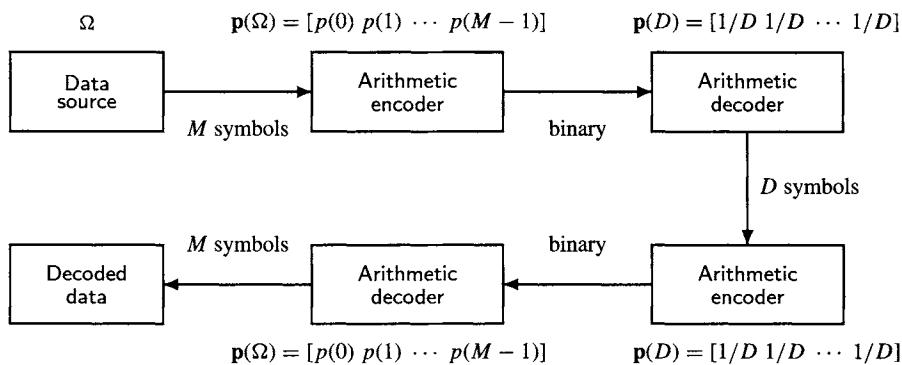 Ω p(Ω) = [p(0) p(1) ⋯ p(M − 1)] p(D) = [1/D 1/D ⋯ 1/D]
Data
source
Arithmetic
encoder
Arithmetic
decoder
M symbols
binary
D symbols
M symbols
binary
Decoded
data
Arithmetic
decoder
Arithmetic
encoder
p(Ω) = [p(0) p(1) ⋯ p(M − 1)] p(D) = [1/D 1/D ⋯ 1/D]